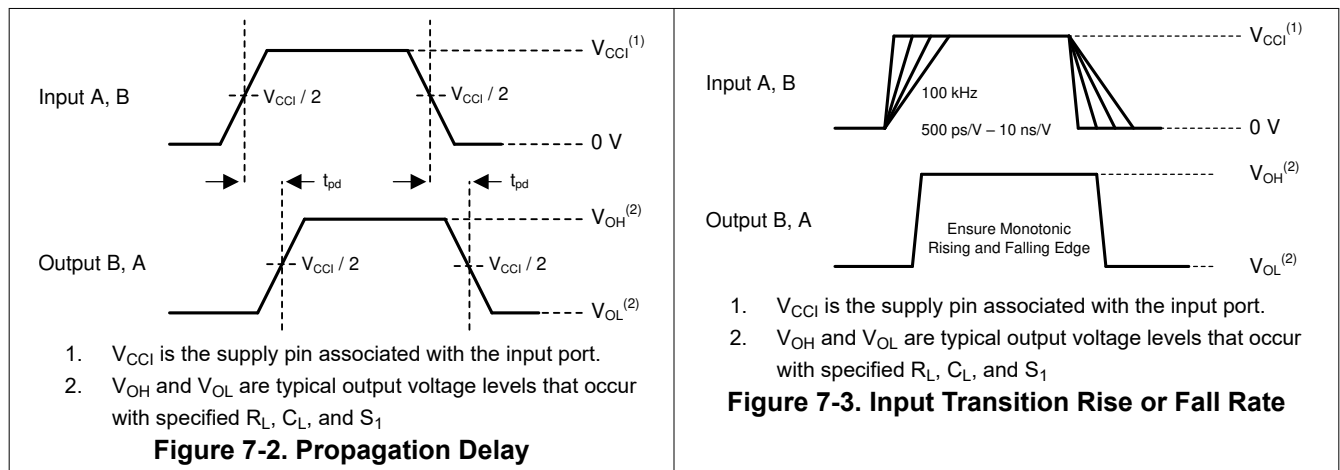 V_CCI^(1)
Input A, B
V_CCI / 2
V_CCI / 2
0 V
t_pd
t_pd
V_OH^(2)
Output B, A
V_CCI / 2
V_CCI / 2
V_OL^(2)
1. V_CCI is the supply pin associated with the input port.
2. V_OH and V_OL are typical output voltage levels that occur
with specified R_L, C_L, and S_1
Figure 7-2. Propagation Delay
V_CCI^(1)
Input A, B
100 kHz
500 ps/V – 10 ns/V
0 V
V_OH^(2)
Output B, A
Ensure Monotonic
Rising and Falling Edge
V_OL^(2)
1. V_CCI is the supply pin associated with the input port.
2. V_OH and V_OL are typical output voltage levels that occur
with specified R_L, C_L, and S_1
Figure 7-3. Input Transition Rise or Fall Rate